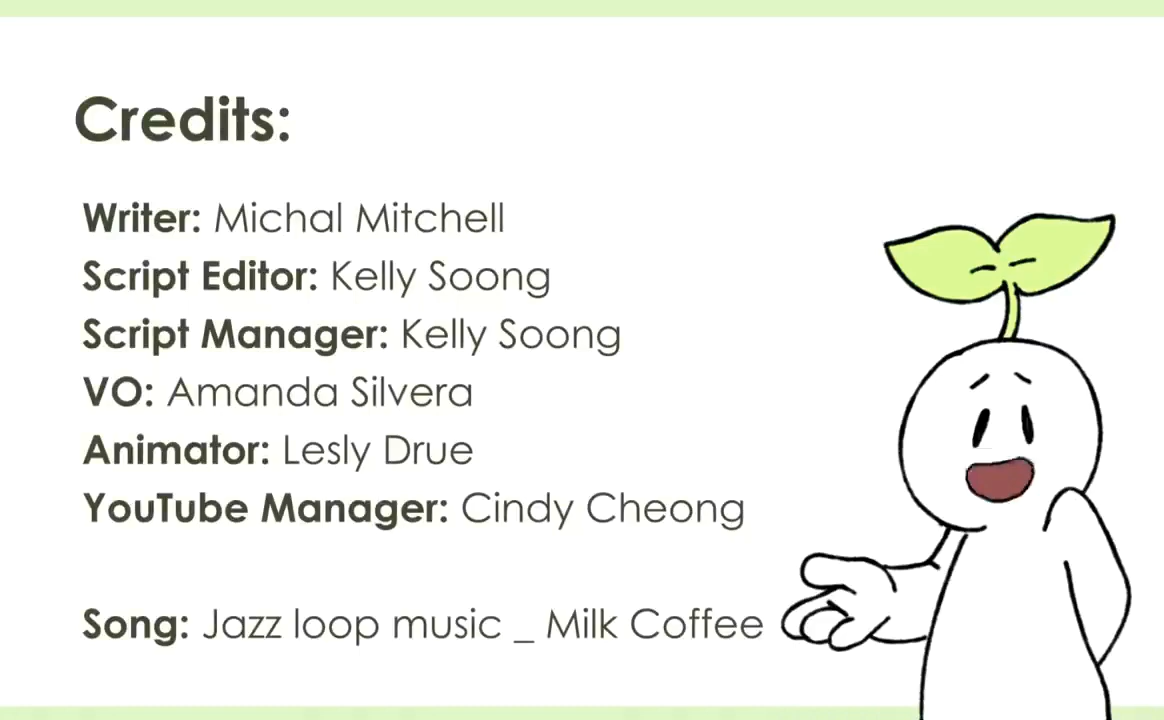 Credits:
Writer: Michal Mitchell
Script Editor: Kelly Soong
Script Manager: Kelly Soong
VO: Amanda Silvera
Animator: Lesly Drue
YouTube Manager: Cindy Cheong
Song: Jazz loop music _ Milk Coffee